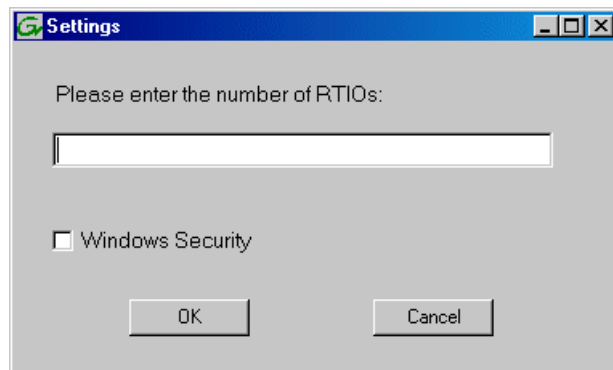 Settings
Please enter the number of RTIOs:
Windows Security
OK
Cancel